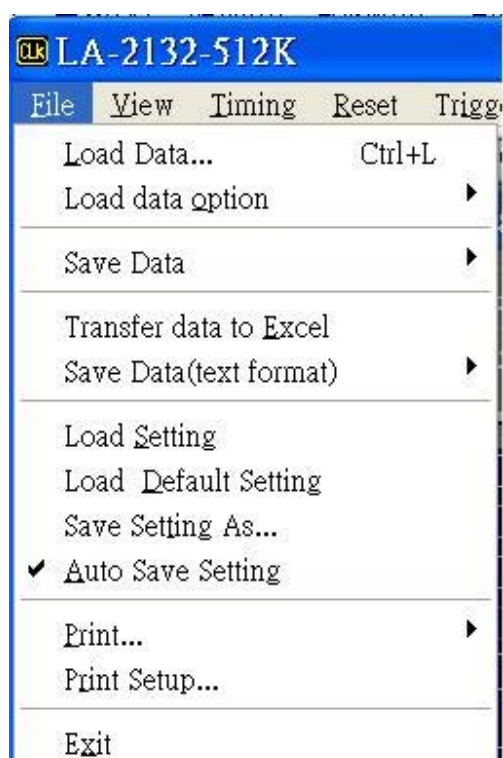 CLK LA-2132-512K
File View Timing Reset Trigg
Load Data... Ctrl+L
Load data option
Save Data
Transfer data to Excel
Save Data(text format)
Load Setting
Load Default Setting
Save Setting As...
Auto Save Setting
Print...
Print Setup...
Exit